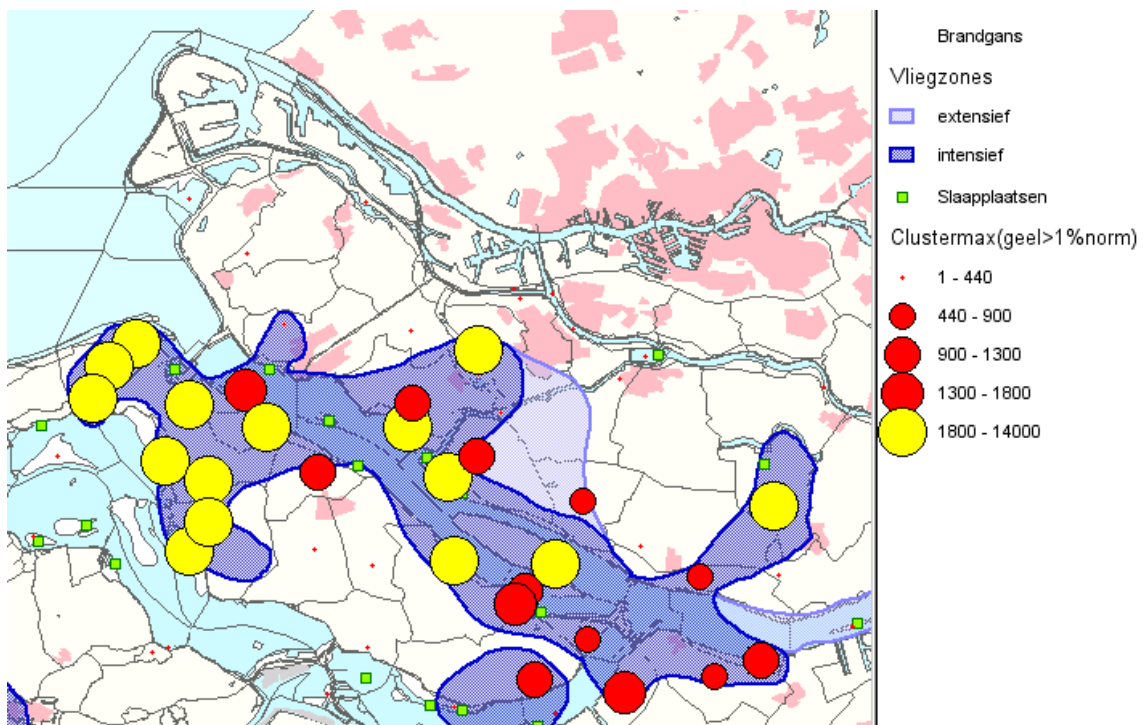 Brandgans
Vliegzones
extensief
intensief
Slaapplaatsen
Clustermax(geel>1%norm)
1 - 440
440 - 900
900 - 1300
1300 - 1800
1800 - 14000